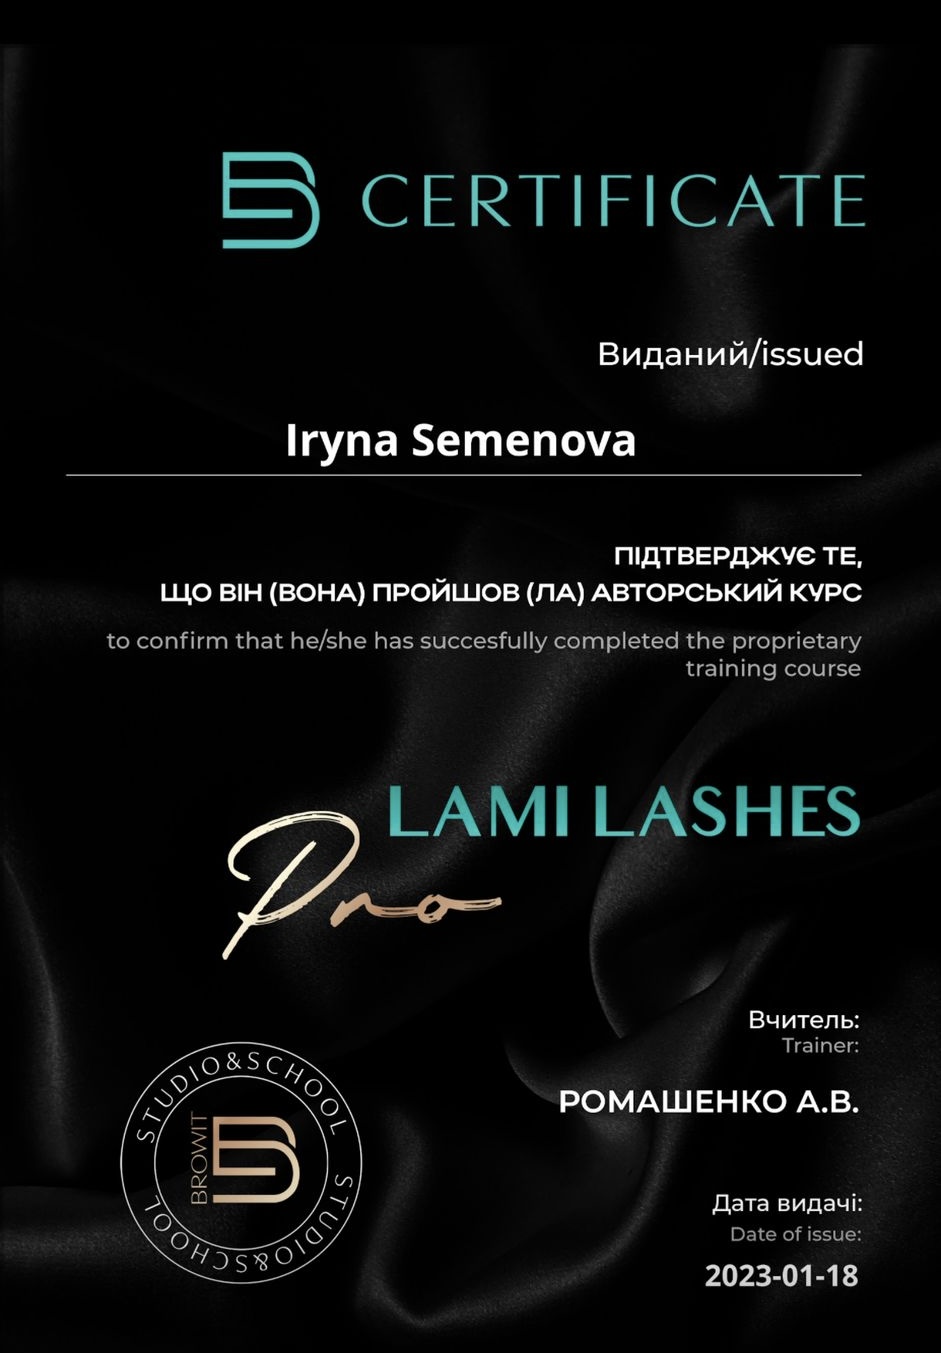 CERTIFICATE
Виданий/issued
Iryna Semenova
ПІДТВЕРДЖУЄ ТЕ,
ЩО ВІН (ВОНА) ПРОЙШОВ (ЛА) АВТОРСЬКИЙ КУРС
to confirm that he/she has succesfully completed the proprietary
training course
LAMI LASHES
Pro
Вчитель:
Trainer:
РОМАШЕНКО А.В.
STUDIO&SCHOOL
BROWIT
STUDIO&SCHOOL
Дата видачі:
Date of issue:
2023-01-18